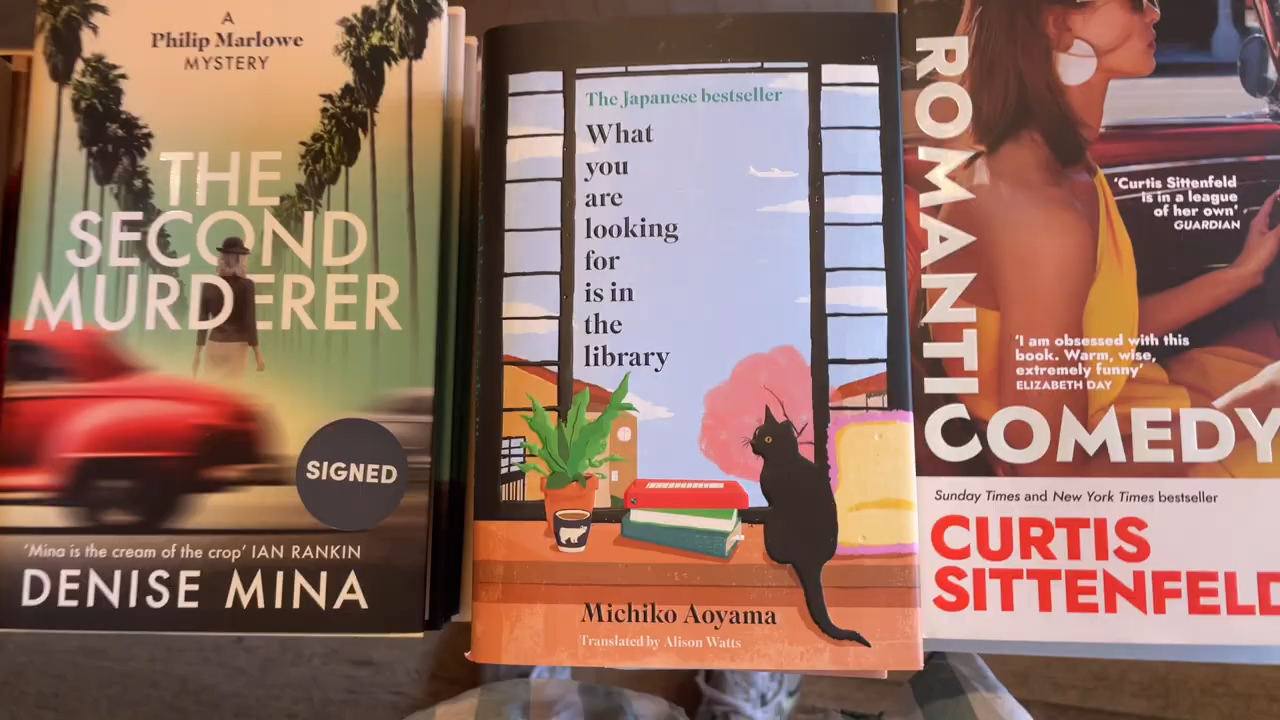 A
Philip Marlowe
MYSTERY
THE
SECOND
MURDERER
SIGNED
'Mina is the cream of the crop' IAN RANKIN
DENISE MINA
The Japanese bestseller
What
you
are
looking
for
is in
the
library
Michiko Aoyama
Translated by Alison Watts
ROMANTIC
COMEDY
'Curtis Sittenfeld
is in a league
of her own'
GUARDIAN
'I am obsessed with this
book. Warm, wise,
extremely funny'
ELIZABETH DAY
Sunday Times and New York Times bestseller
CURTIS
SITTENFELD